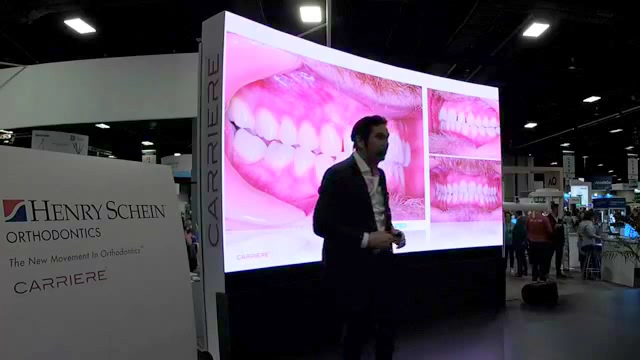 HENRY SCHEIN
ORTHODONTICS
The New Movement In Orthodontics
CARRIERE
CARRIERE
CARRIERE